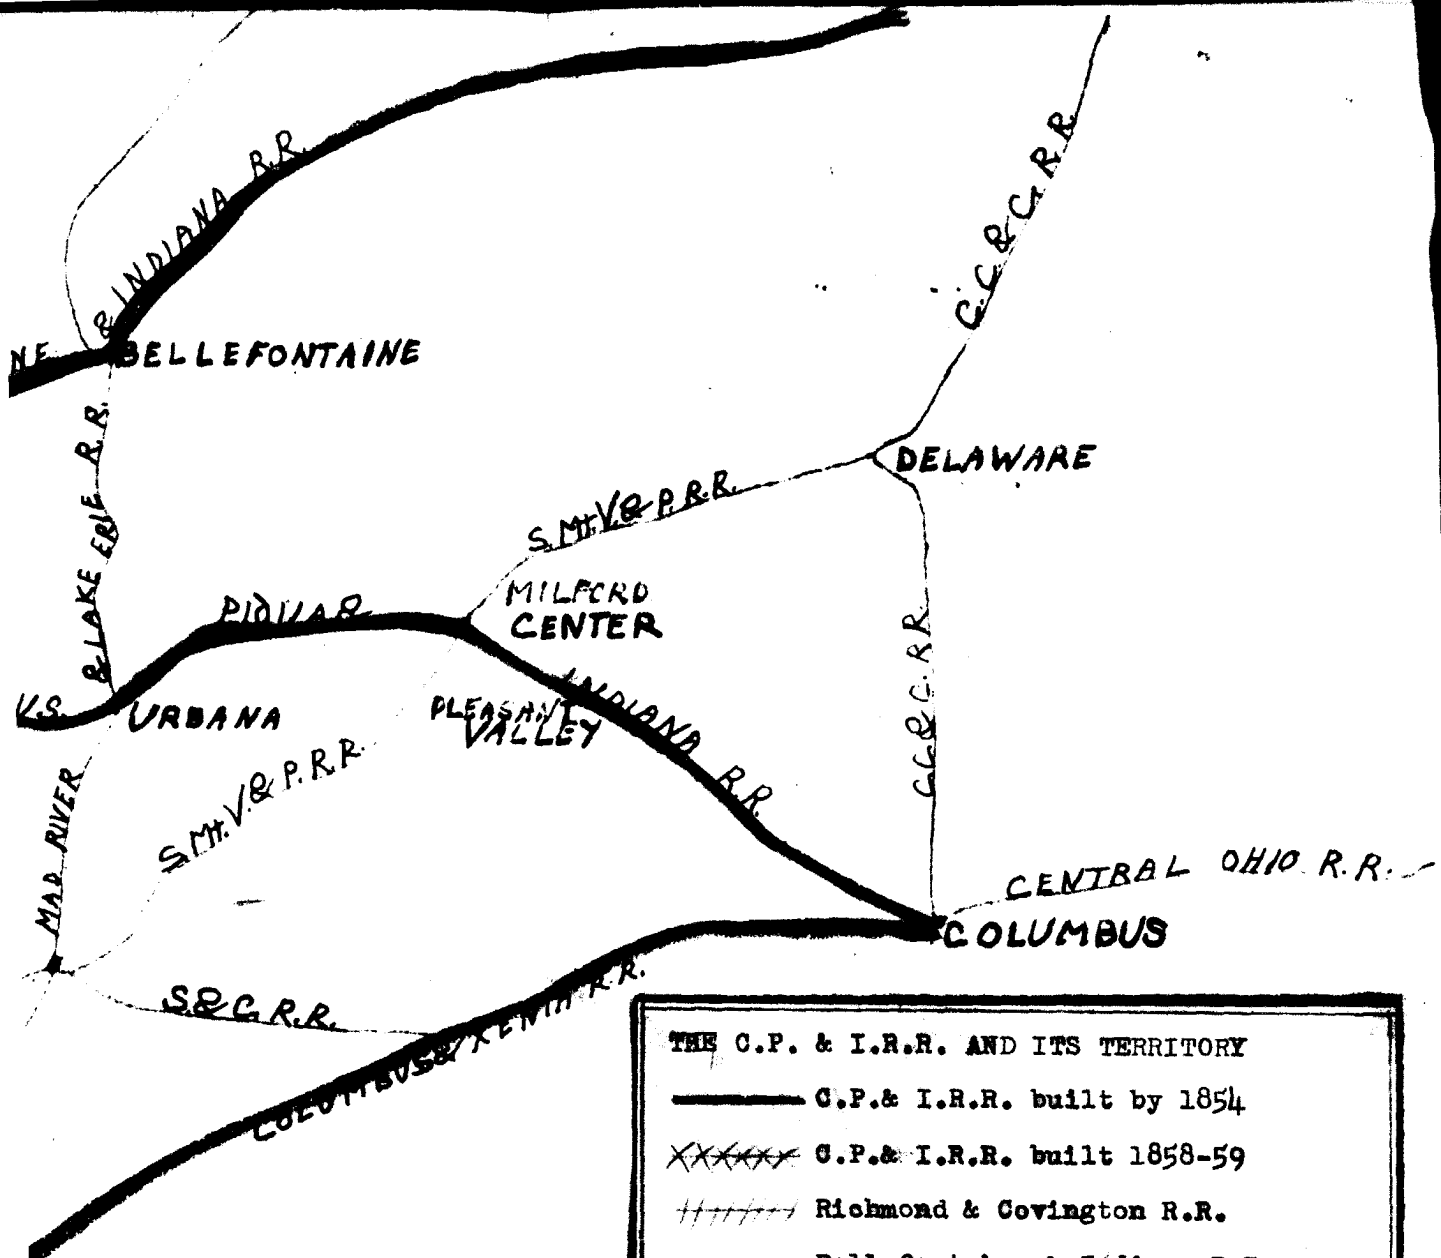 & INDIANA R.R.
C.C. & C. R.R.
N.E.
BELLEFONTAINE
& LAKE ERIE R.R.
DELAWARE
S. Mt. V. & P. R.R.
MILFORD
CENTER
PIQUA &
INDIANA R.R.
V.S.
URBANA
PLEASANT
VALLEY
C.C. & C. R.R.
S. Mt. V. & P. R.R.
MAD RIVER
CENTRAL OHIO R.R.
COLUMBUS
S. & C. R.R.
COLUMBUS & XENIA R.R.
THE C.P. & I.R.R. AND ITS TERRITORY
C.P.& I.R.R. built by 1854
C.P.& I.R.R. built 1858-59
Richmond & Covington R.R.